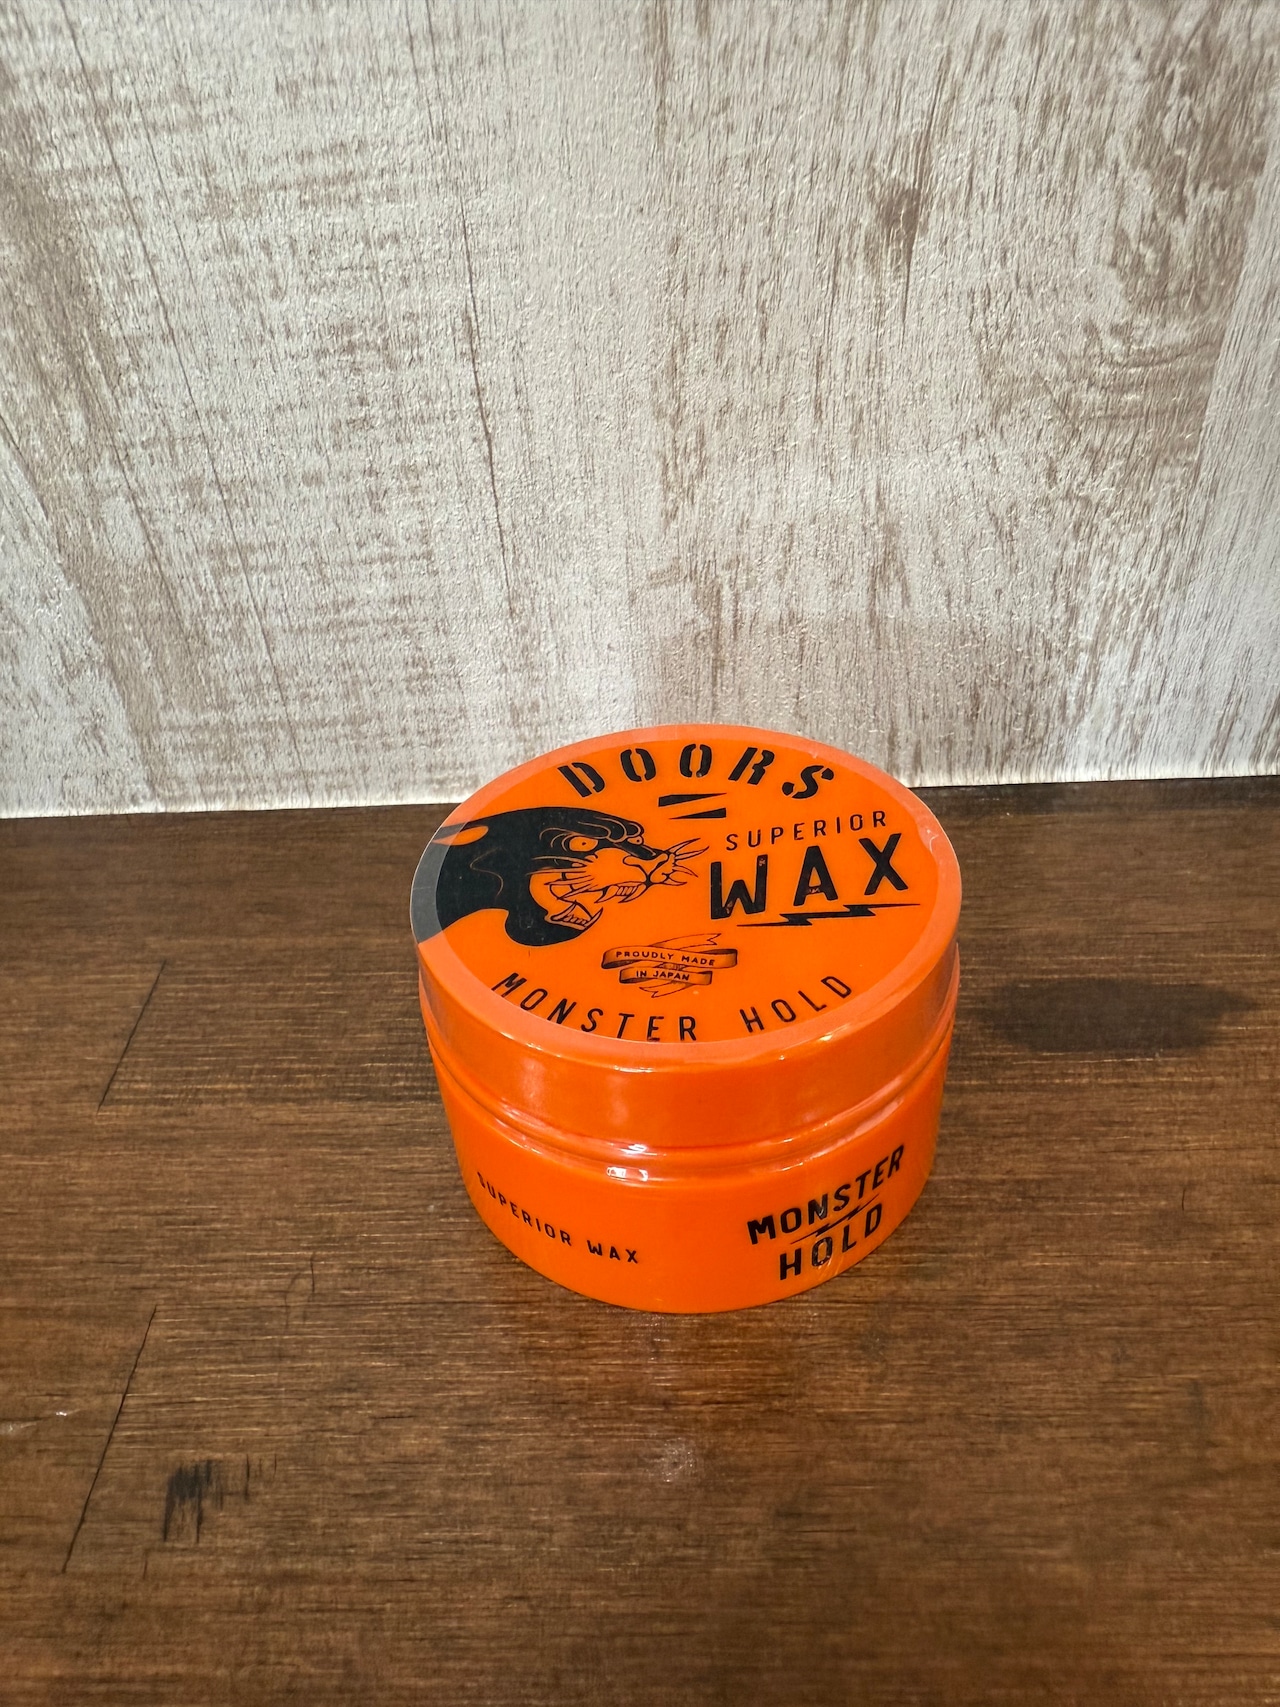 DOORS
SUPERIOR
WAX
PROUDLY MADE
IN JAPAN
MONSTER HOLD
SUPERIOR WAX
MONSTER
HOLD